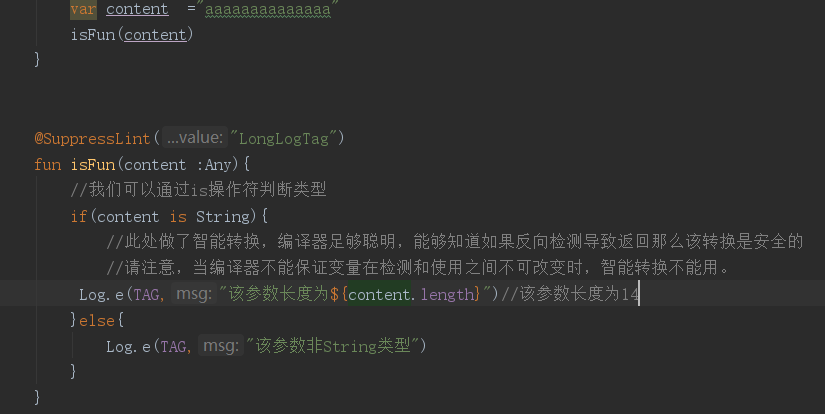 var content  ="aaaaaaaaaaaaaa"
isFun(content)
}
@SuppressLint( ...value: "LongLogTag")
fun isFun(content :Any){
//我们可以通过is操作符判断类型
if(content is String){
//此处做了智能转换，编译器足够聪明，能够知道如果反向检测导致返回那么该转换是安全的
//请注意，当编译器不能保证变量在检测和使用之间不可改变时，智能转换不能用。
Log.e(TAG, msg: "该参数长度为${content.length}")//该参数长度为14
}else{
Log.e(TAG, msg: "该参数非String类型")
}
}